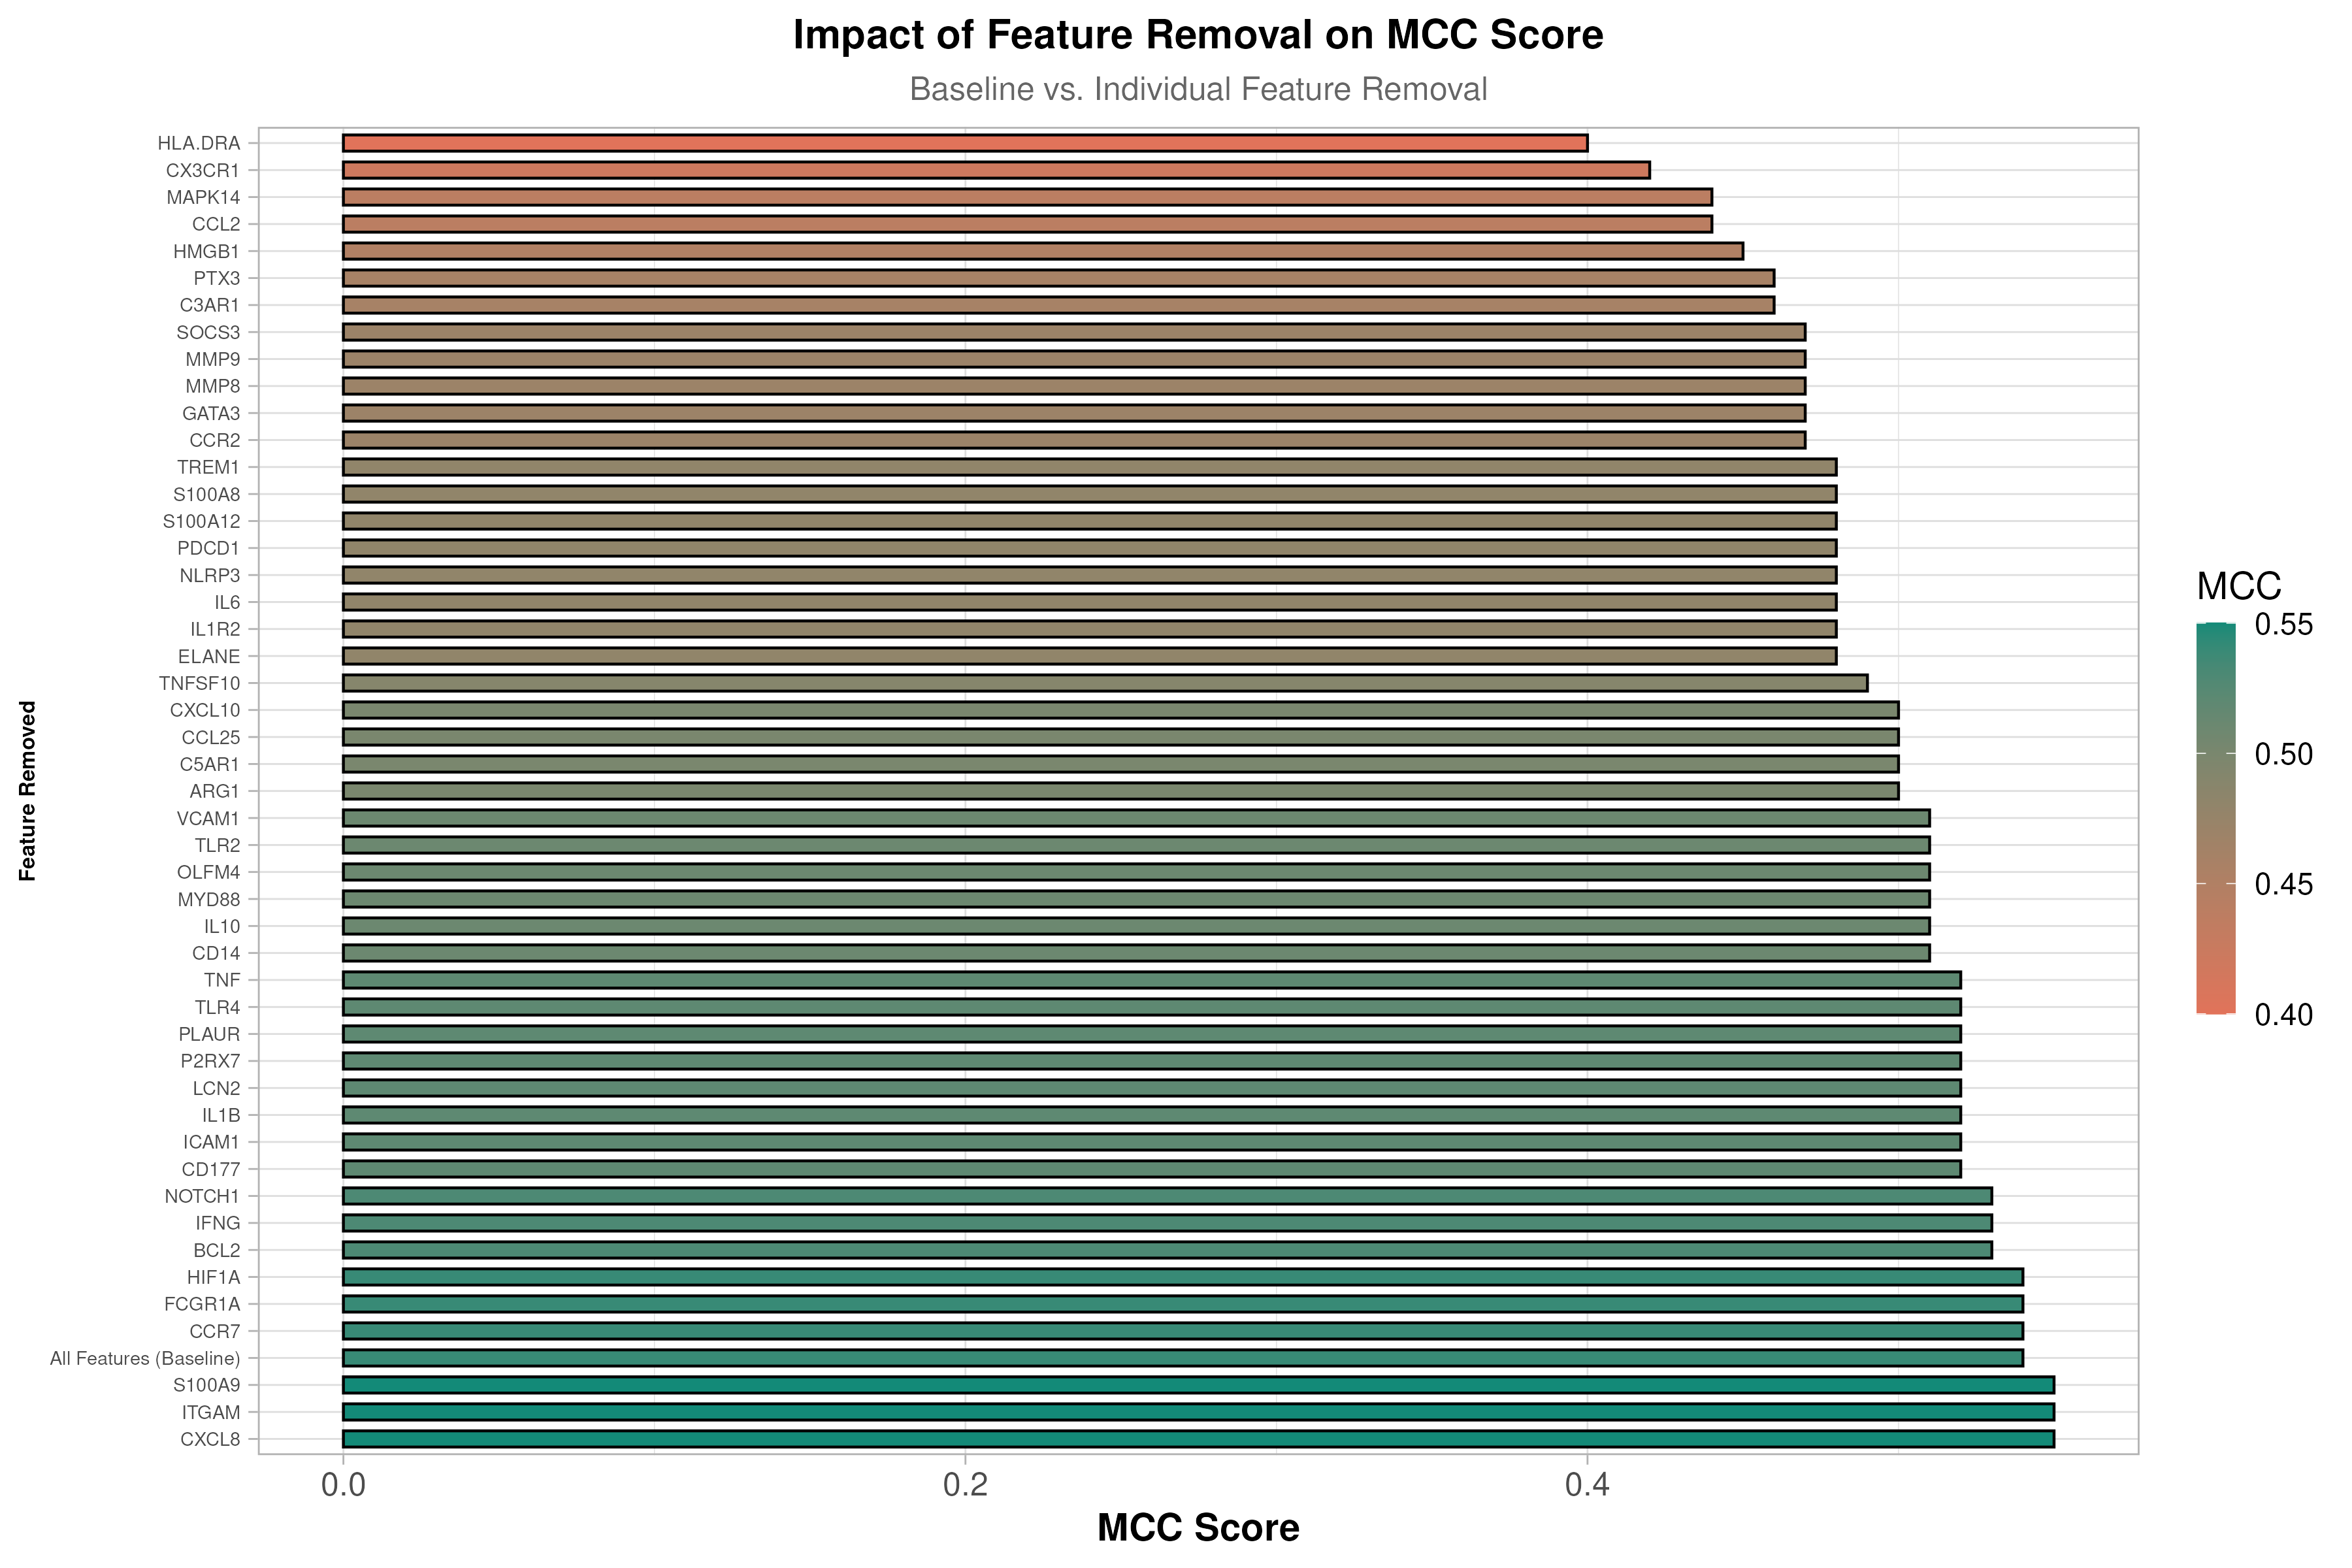 Impact of Feature Removal on MCC Score
Baseline vs. Individual Feature Removal
Feature Removed
HLA.DRA
CX3CR1
MAPK14
CCL2
HMGB1
PTX3
C3AR1
SOCS3
MMP9
MMP8
GATA3
CCR2
TREM1
S100A8
S100A12
PDCD1
NLRP3
IL6
IL1R2
ELANE
TNFSF10
CXCL10
CCL25
C5AR1
ARG1
VCAM1
TLR2
OLFM4
MYD88
IL10
CD14
TNF
TLR4
PLAUR
P2RX7
LCN2
IL1B
ICAM1
CD177
NOTCH1
IFNG
BCL2
HIF1A
FCGR1A
CCR7
All Features (Baseline)
S100A9
ITGAM
CXCL8
0.0 0.2 0.4
MCC Score
MCC
0.55
0.50
0.45
0.40